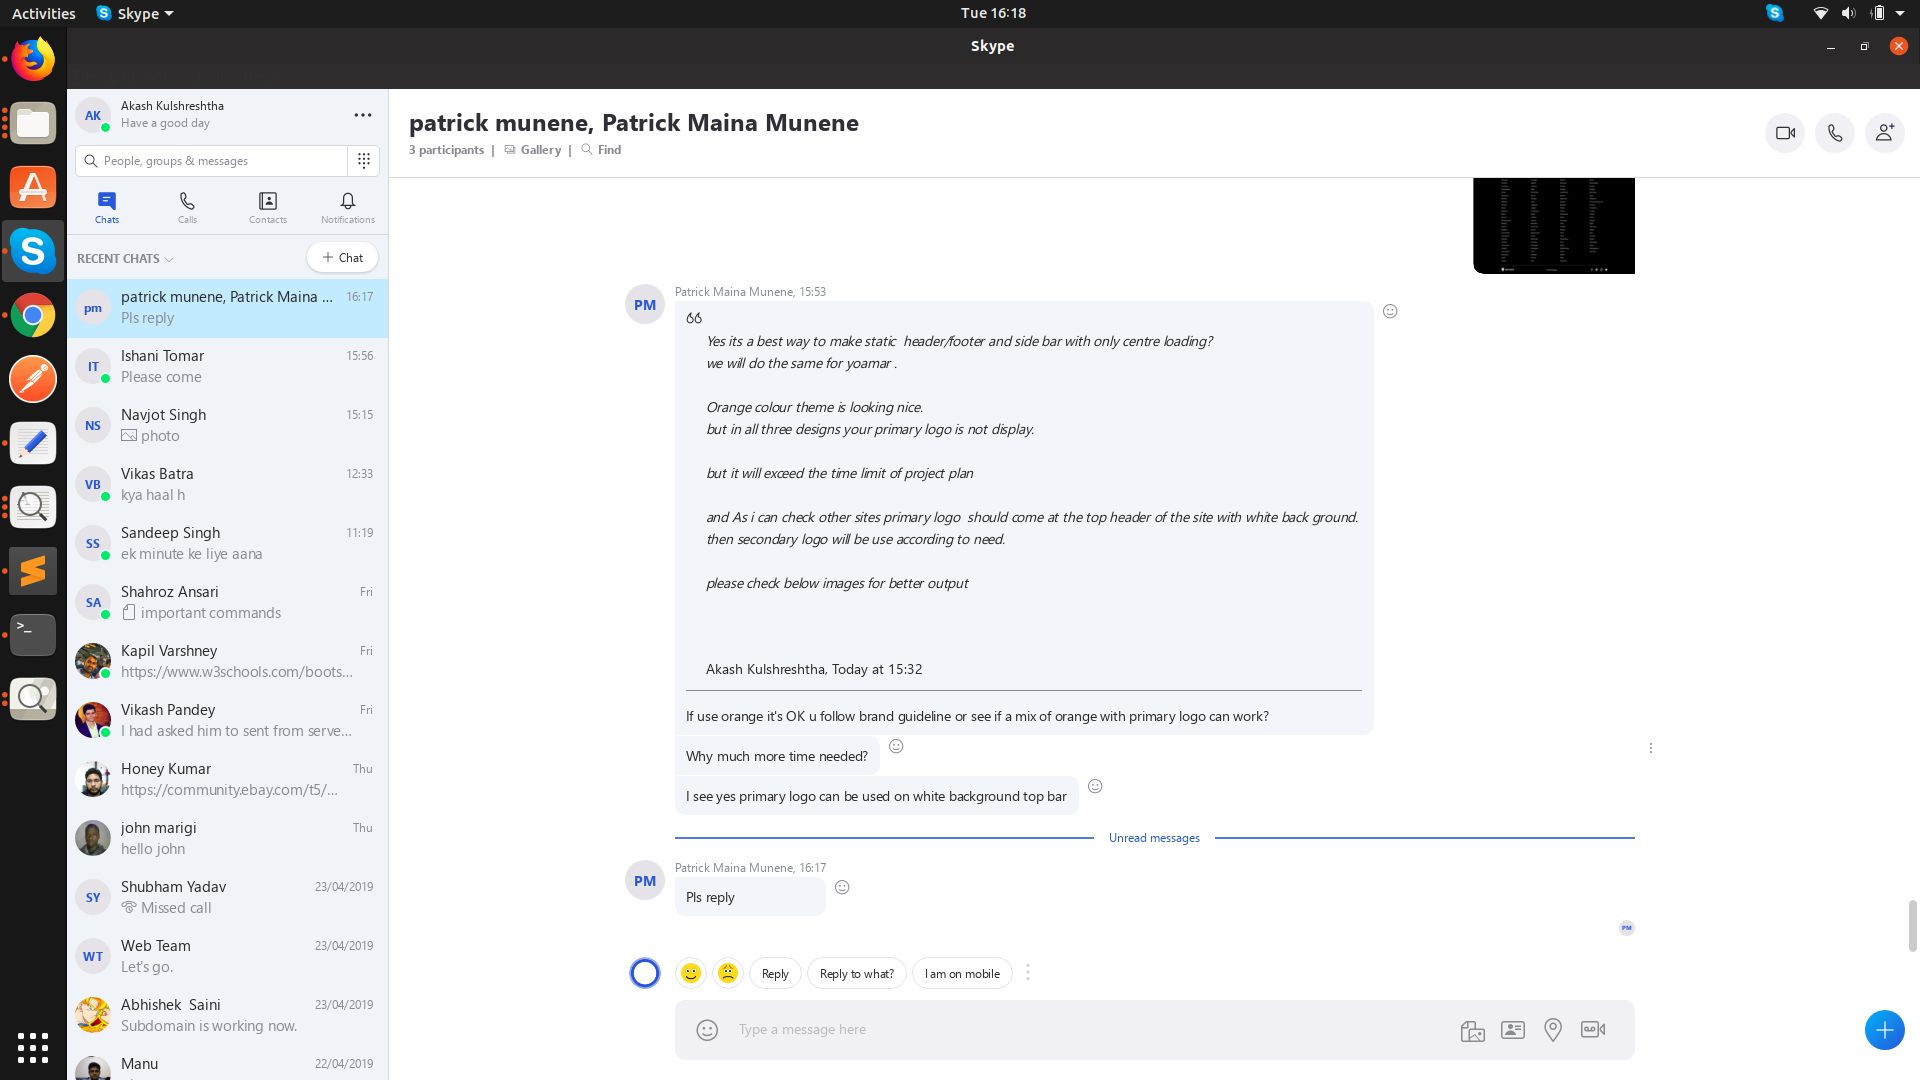 Activities
Skype
Tue 16:18
Skype
AK
Akash Kulshreshtha
Have a good day
People, groups & messages
Chats
Calls
Contacts
Notifications
RECENT CHATS
+ Chat
pm
patrick munene, Patrick Maina ...
16:17
Pls reply
IT
Ishani Tomar
15:56
Please come
NS
Navjot Singh
15:15
photo
VB
Vikas Batra
12:33
kya haal h
SS
Sandeep Singh
11:19
ek minute ke liye aana
SA
Shahroz Ansari
Fri
important commands
Kapil Varshney
Fri
https://www.w3schools.com/boots...
Vikash Pandey
Fri
I had asked him to sent from serve...
Honey Kumar
Thu
https://community.ebay.com/t5/...
john marigi
Thu
hello john
SY
Shubham Yadav
23/04/2019
Missed call
WT
Web Team
23/04/2019
Let's go.
Abhishek  Saini
23/04/2019
Subdomain is working now.
Manu
22/04/2019
patrick munene, Patrick Maina Munene
3 participants | Gallery | Find
PM
Patrick Maina Munene, 15:53
Yes its a best way to make static  header/footer and side bar with only centre loading?
we will do the same for yoamar .
Orange colour theme is looking nice.
but in all three designs your primary logo is not display.
but it will exceed the time limit of project plan
and As i can check other sites primary logo  should come at the top header of the site with white back ground.
then secondary logo will be use according to need.
please check below images for better output
Akash Kulshreshtha, Today at 15:32
If use orange it's OK u follow brand guideline or see if a mix of orange with primary logo can work?
Why much more time needed?
I see yes primary logo can be used on white background top bar
Unread messages
PM
Patrick Maina Munene, 16:17
Pls reply
PM
Reply
Reply to what?
I am on mobile
Type a message here